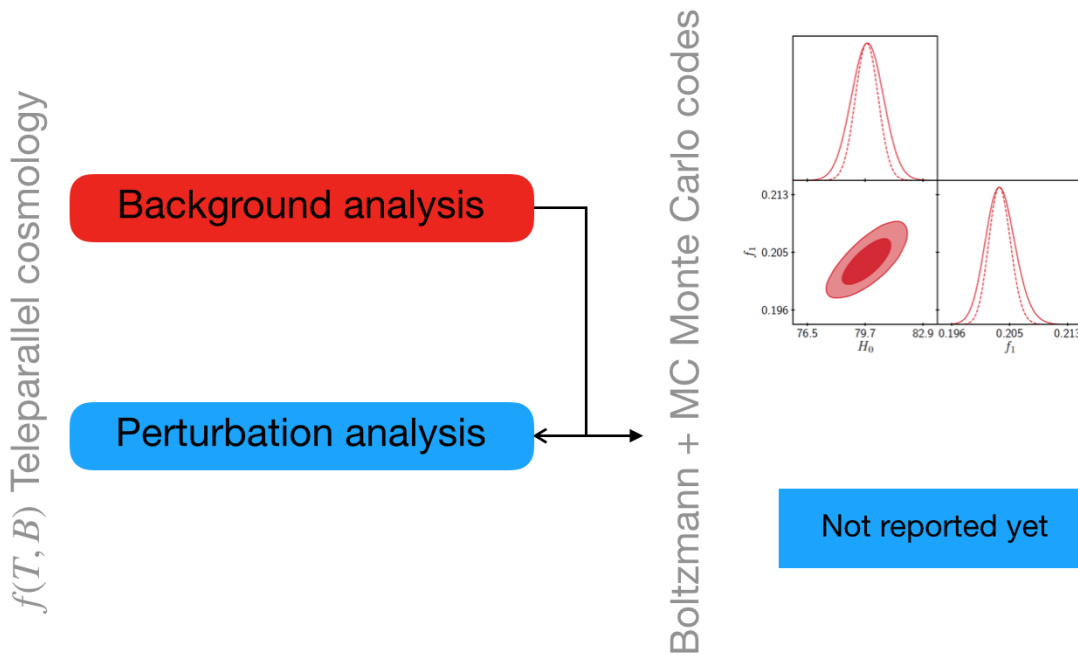 f(T, B) Teleparallel cosmology
Background analysis
Perturbation analysis
Boltzmann + MC Monte Carlo codes
0.213
0.205
0.196
f₁
76.5 79.7 82.9
H₀
0.196 0.205 0.213
f₁
Not reported yet